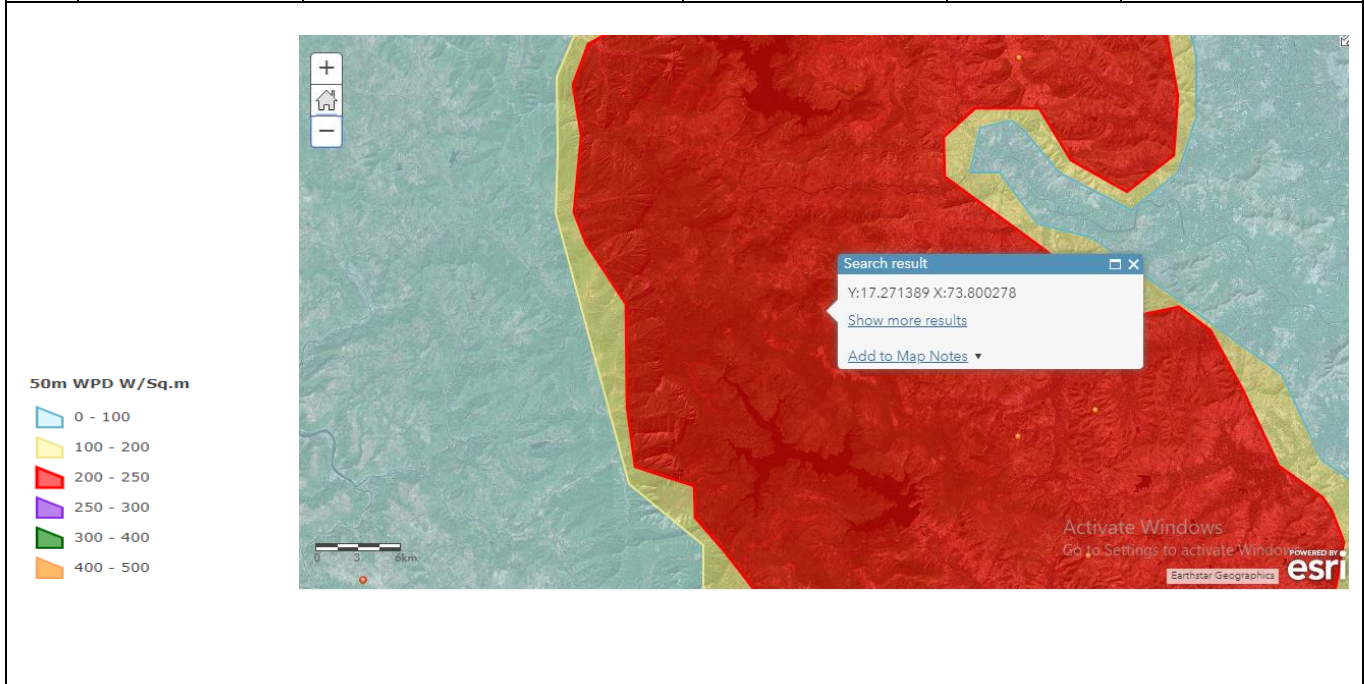 +
−
Search result
Y:17.271389 X:73.800278
Show more results
Add to Map Notes
50m WPD W/Sq.m
0 - 100
100 - 200
200 - 250
250 - 300
300 - 400
400 - 500
0 3 6km
Activate Windows
Go to Settings to activate Windows
POWERED BY
esri
Earthstar Geographics